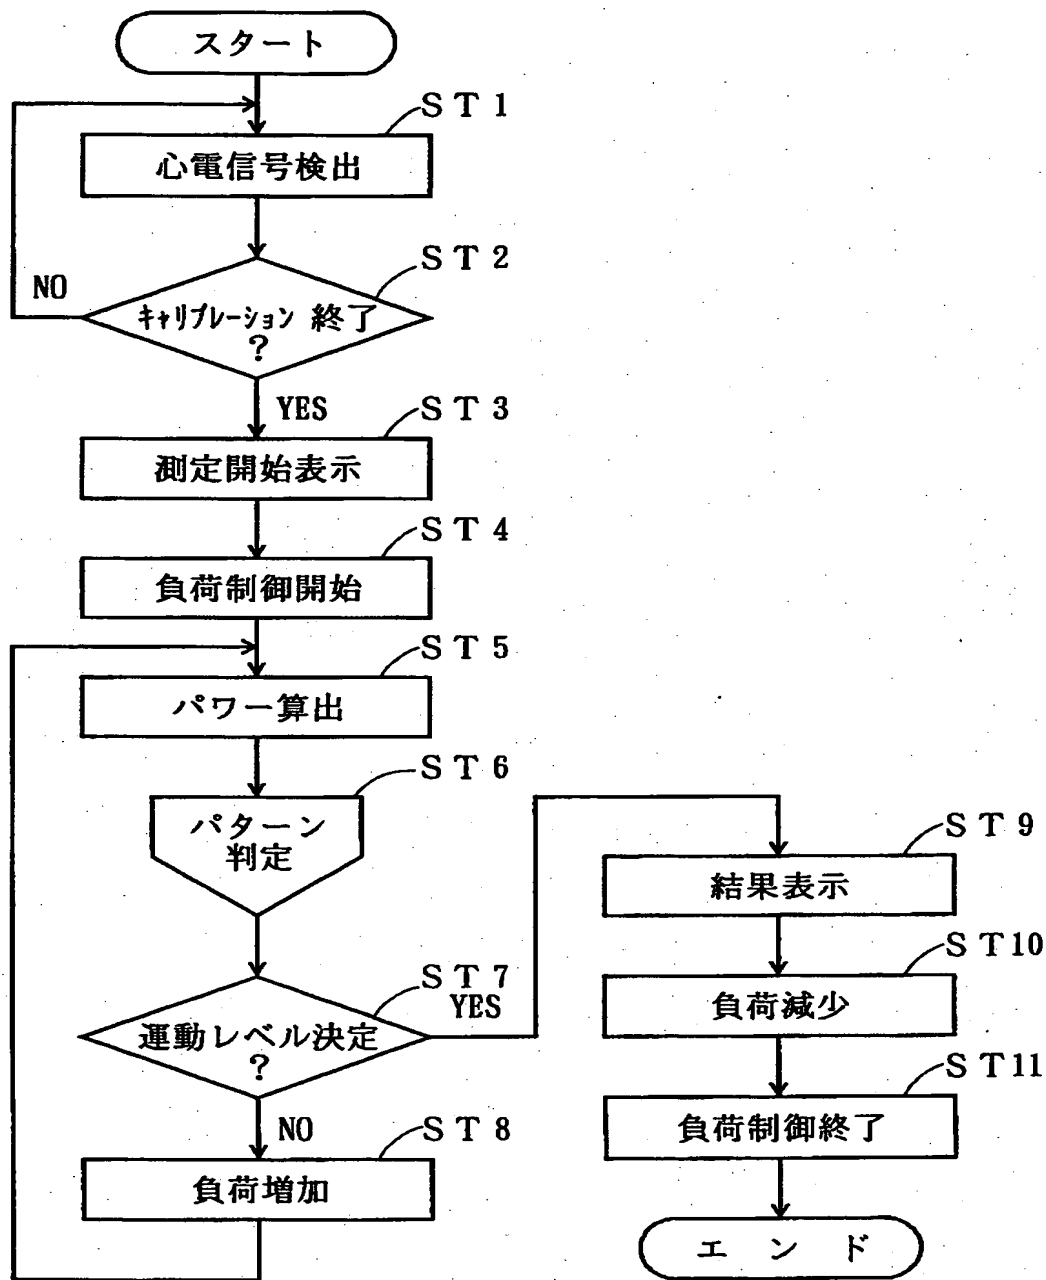 スタート
ST1
心電信号検出
ST2
NO
キャリブレーション 終了
?
YES
ST3
測定開始表示
ST4
負荷制御開始
ST5
パワー算出
ST6
パターン
判定
ST7
YES
運動レベル決定
?
NO
ST8
負荷増加
ST9
結果表示
ST10
負荷減少
ST11
負荷制御終了
エンド